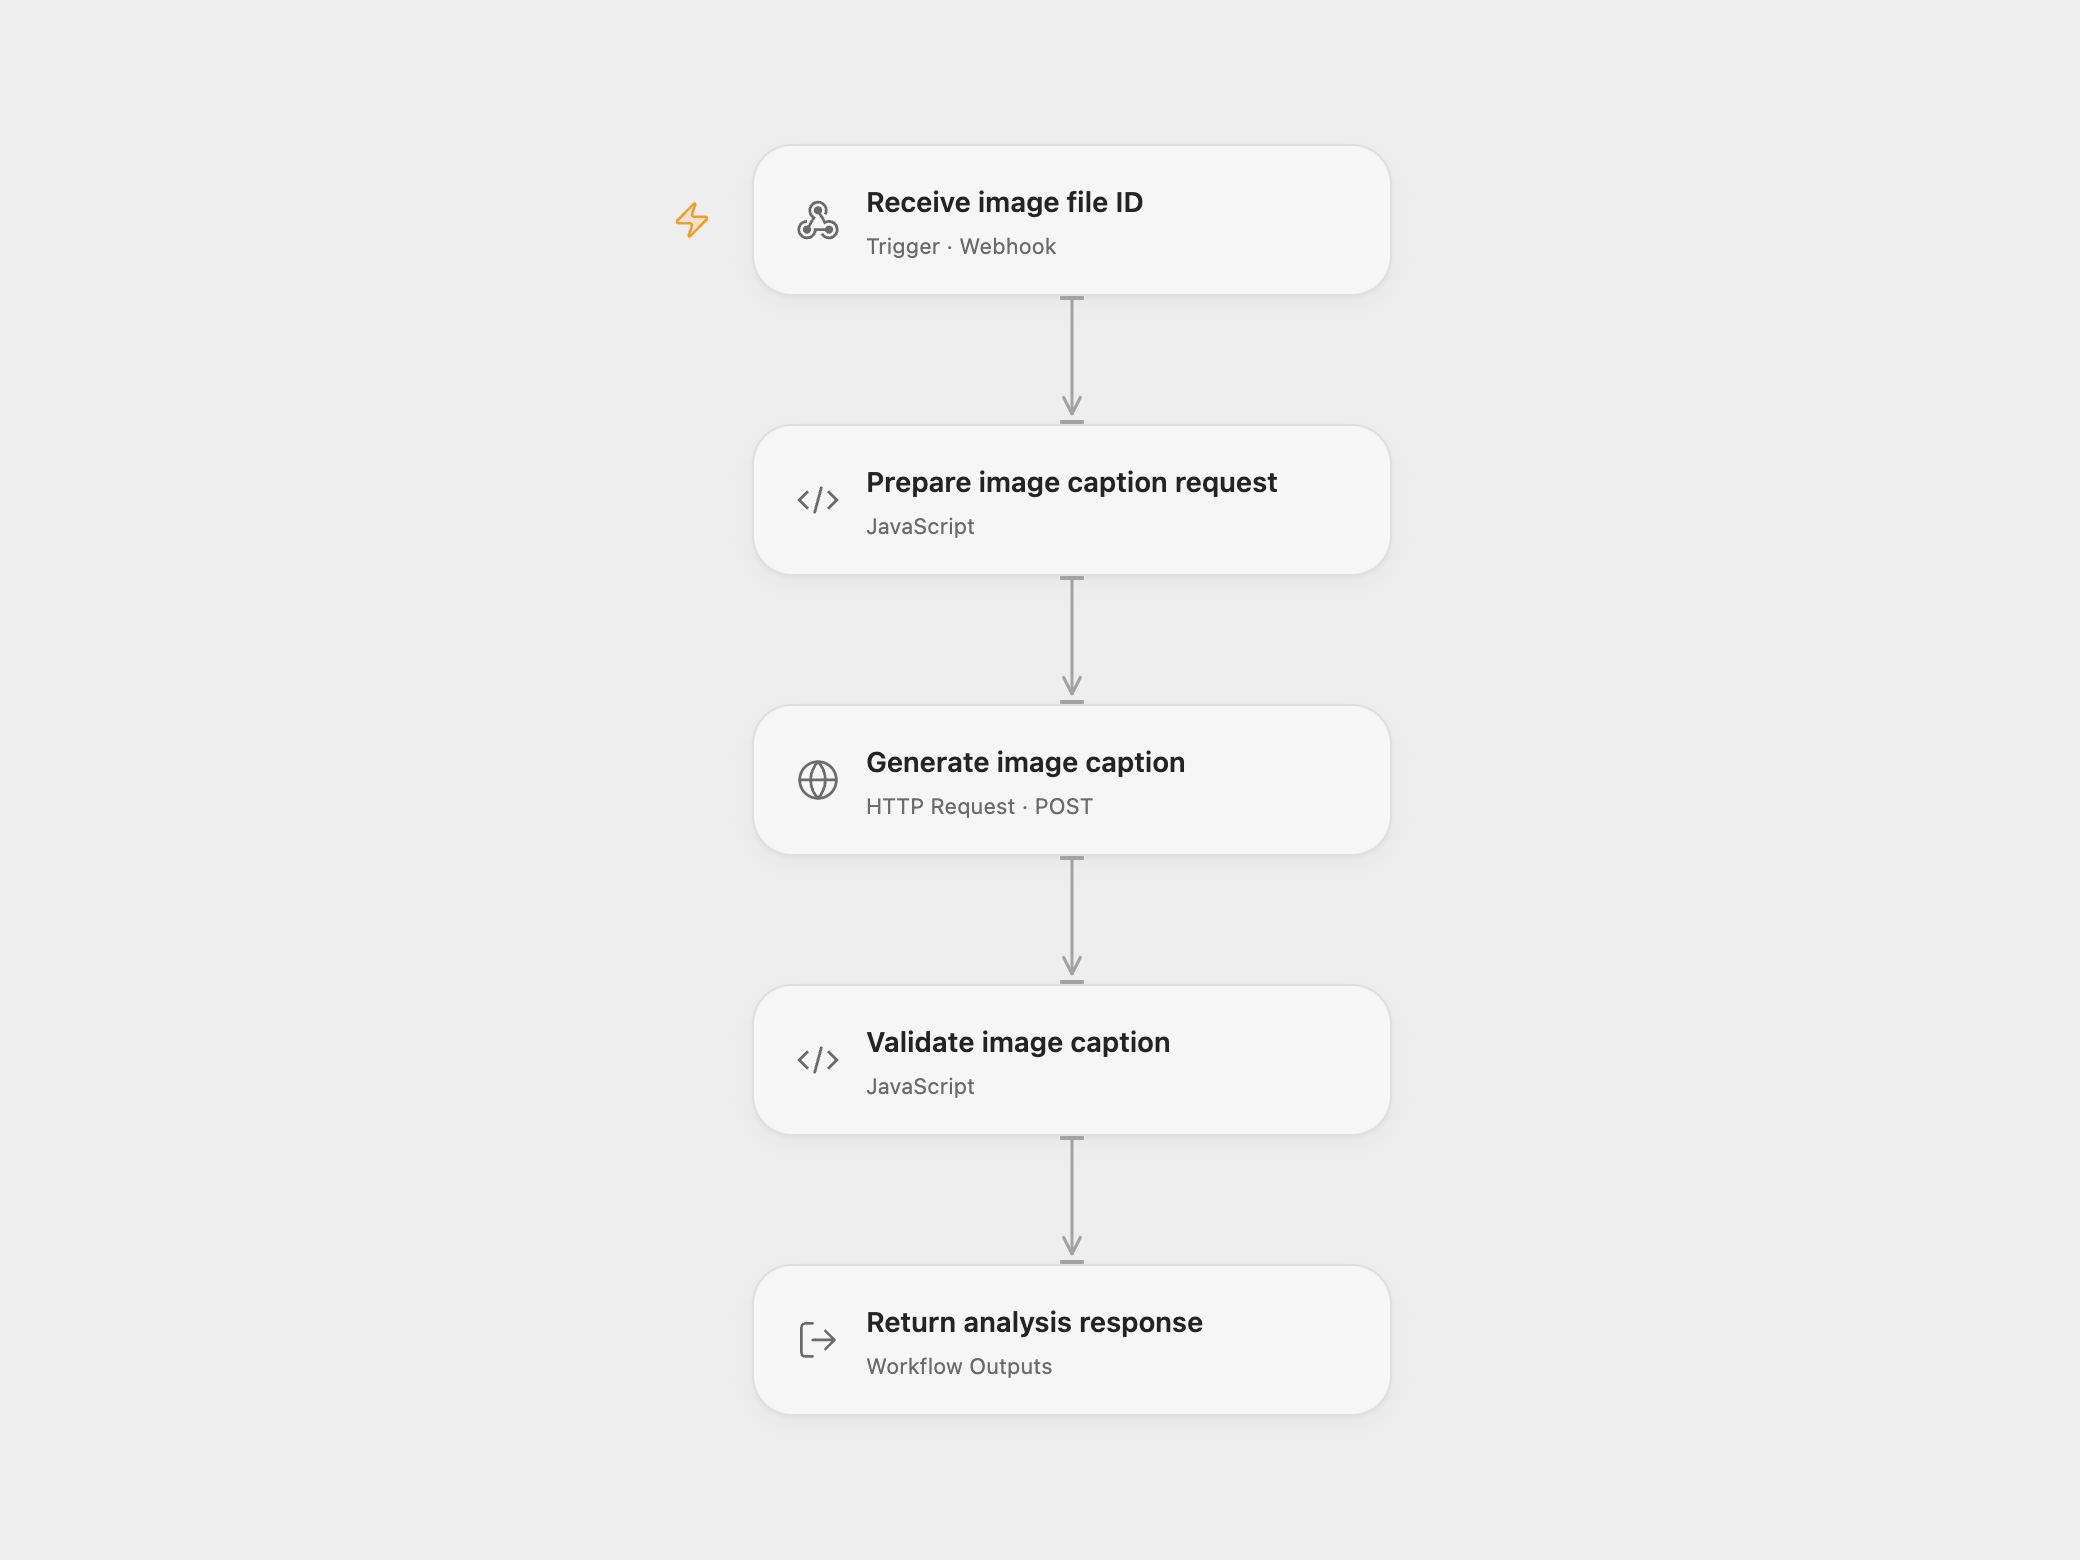 Receive image file ID
Trigger · Webhook
Prepare image caption request
JavaScript
Generate image caption
HTTP Request · POST
Validate image caption
JavaScript
Return analysis response
Workflow Outputs